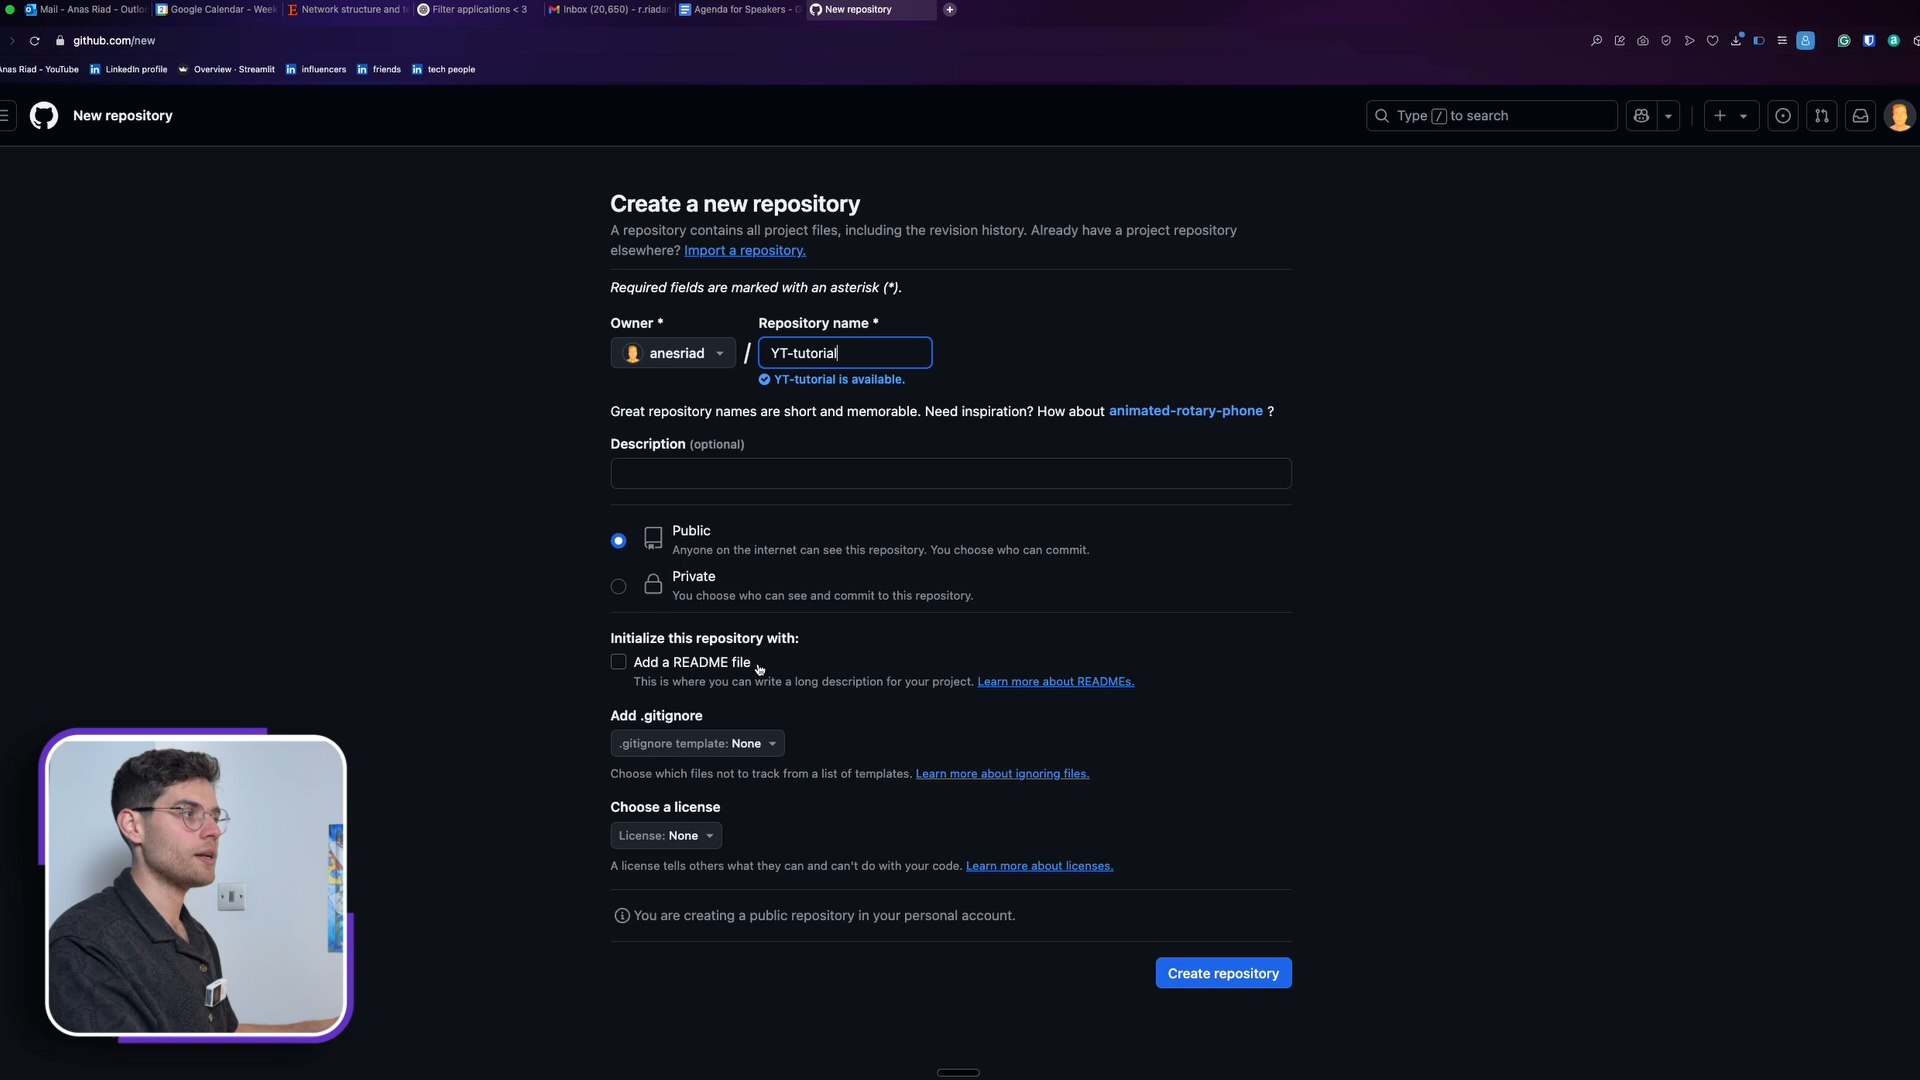 Mail - Anas Riad - Outlo
Google Calendar - Week
Network structure and t
Filter applications < 3
Inbox (20,650) - r.riada
Agenda for Speakers - G
New repository
github.com/new
Anas Riad - YouTube
LinkedIn profile
Overview · Streamlit
influencers
friends
tech people
New repository
Type / to search
Create a new repository
A repository contains all project files, including the revision history. Already have a project repository
elsewhere? Import a repository.
Required fields are marked with an asterisk (*).
Owner * Repository name *
anesriad / YT-tutorial
YT-tutorial is available.
Great repository names are short and memorable. Need inspiration? How about animated-rotary-phone ?
Description (optional)
Public
Anyone on the internet can see this repository. You choose who can commit.
Private
You choose who can see and commit to this repository.
Initialize this repository with:
Add a README file
This is where you can write a long description for your project. Learn more about READMEs.
Add .gitignore
.gitignore template: None
Choose which files not to track from a list of templates. Learn more about ignoring files.
Choose a license
License: None
A license tells others what they can and can't do with your code. Learn more about licenses.
You are creating a public repository in your personal account.
Create repository